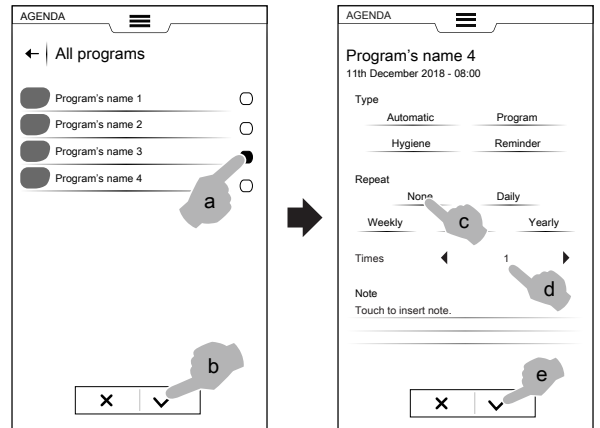 AGENDA
All programs
Program's name 1
Program's name 2
Program's name 3
Program's name 4
a
b
AGENDA
Program's name 4
11th December 2018 - 08:00
Type
Automatic Program
Hygiene Reminder
Repeat
None Daily
Weekly Yearly
c
Times 1
d
Note
Touch to insert note.
e